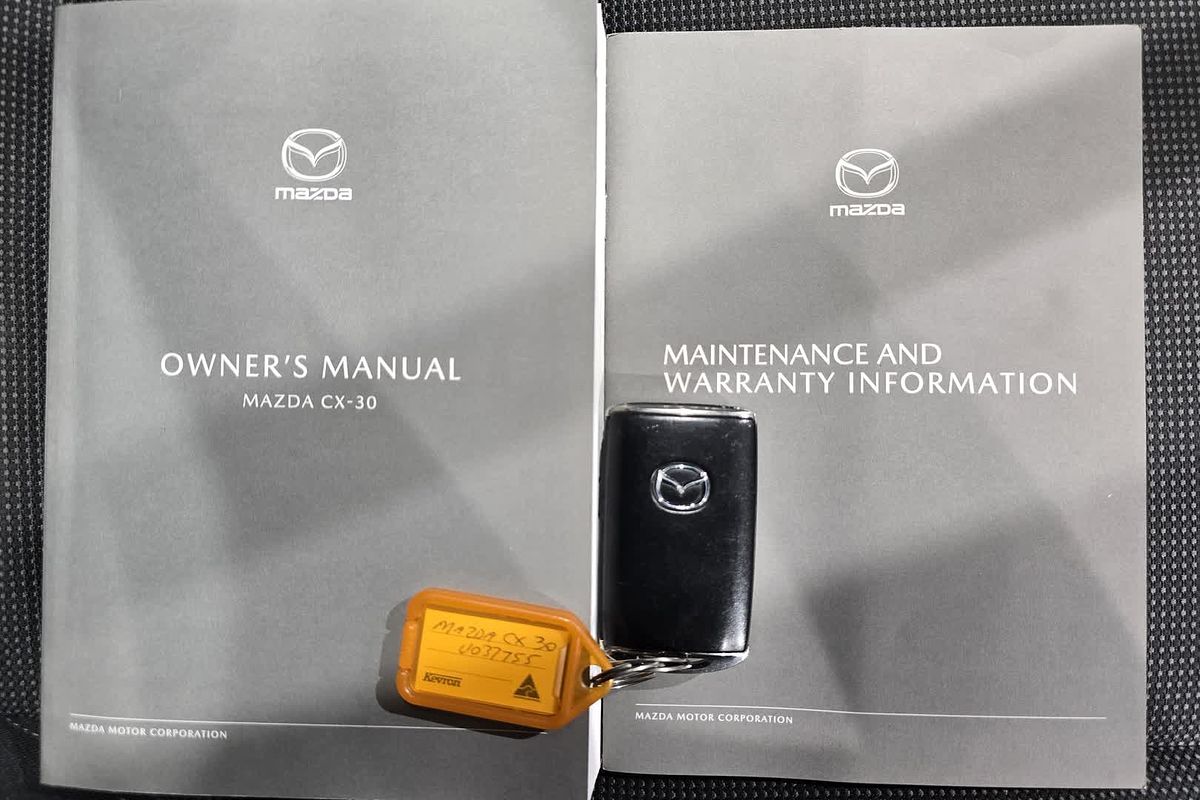 mazda
OWNER'S MANUAL
MAZDA CX-30
MAZDA MOTOR CORPORATION
mazda
MAINTENANCE AND
WARRANTY INFORMATION
MAZDA MOTOR CORPORATION
MAZDA CX 30
U037755
Kevron